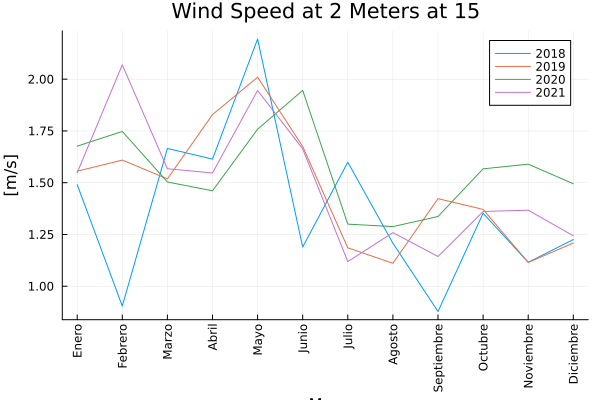 Wind Speed at 2 Meters at 15
[m/s]
2.00
1.75
1.50
1.25
1.00
2018
2019
2020
2021
Enero
Febrero
Marzo
Abril
Mayo
Junio
Julio
Agosto
Septiembre
Octubre
Noviembre
Diciembre